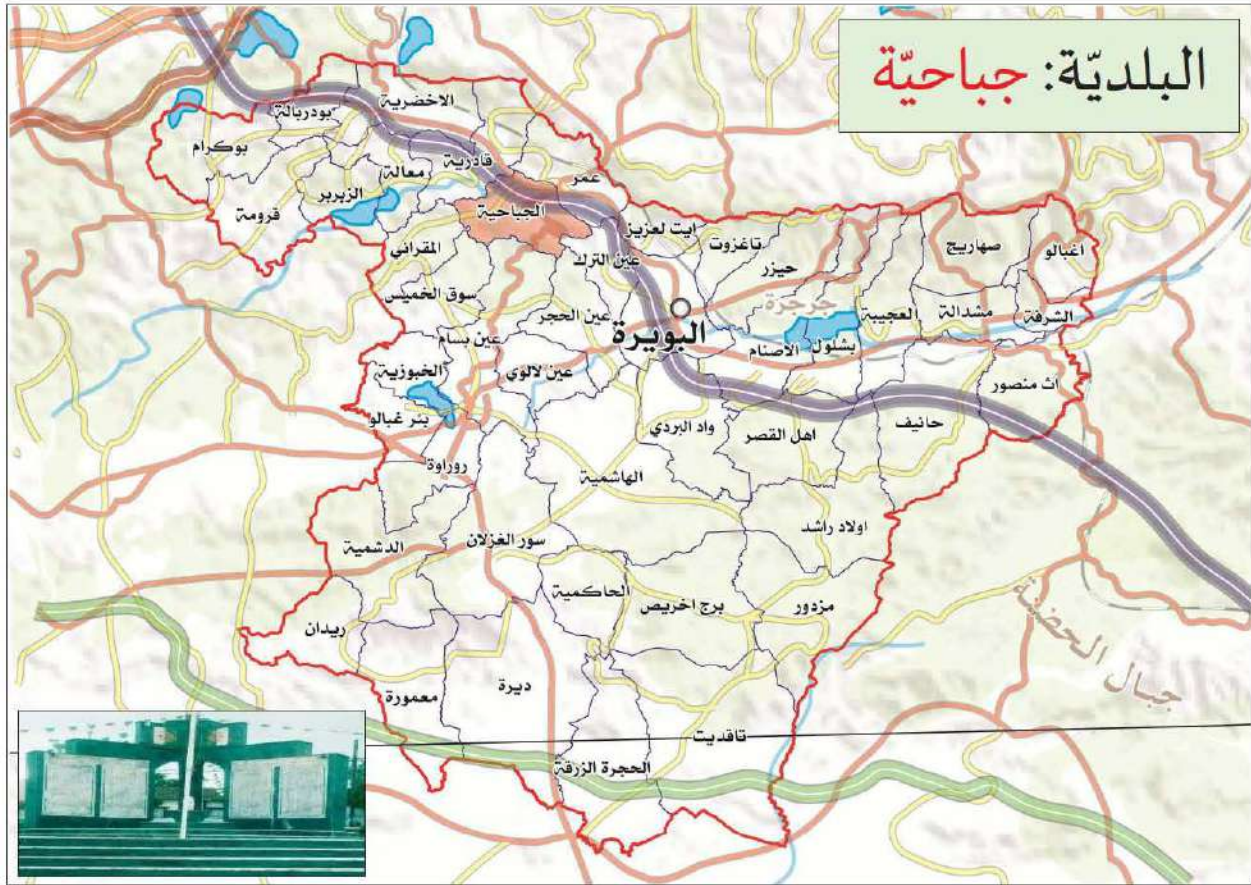 البلديّة: جباحيّة
الاخضرية
بودربالة
بوكرام
قادرية
معالة
الزبربر
قرومة
عمر
الجباحية
ايت لعزيز
تاغزوت
حيزر
صهاريج
اغبالو
المقراني
عين الترك
سوق الخميس
جرجرة
العجيبة
مشدالة
الشرفة
عين الحجر
البويرة
الاصنام
بشلول
عين بسام
الخبوزية
عين لالوي
اث منصور
بئر غبالو
واد البردي
اهل القصر
حانيف
روراوة
الهاشمية
اولاد راشد
سور الغزلان
الدشمية
الحاكمية
برج اخريص
مزدور
ريدان
جبال الحضنة
ديرة
معمورة
تاقديت
الحجرة الزرقة